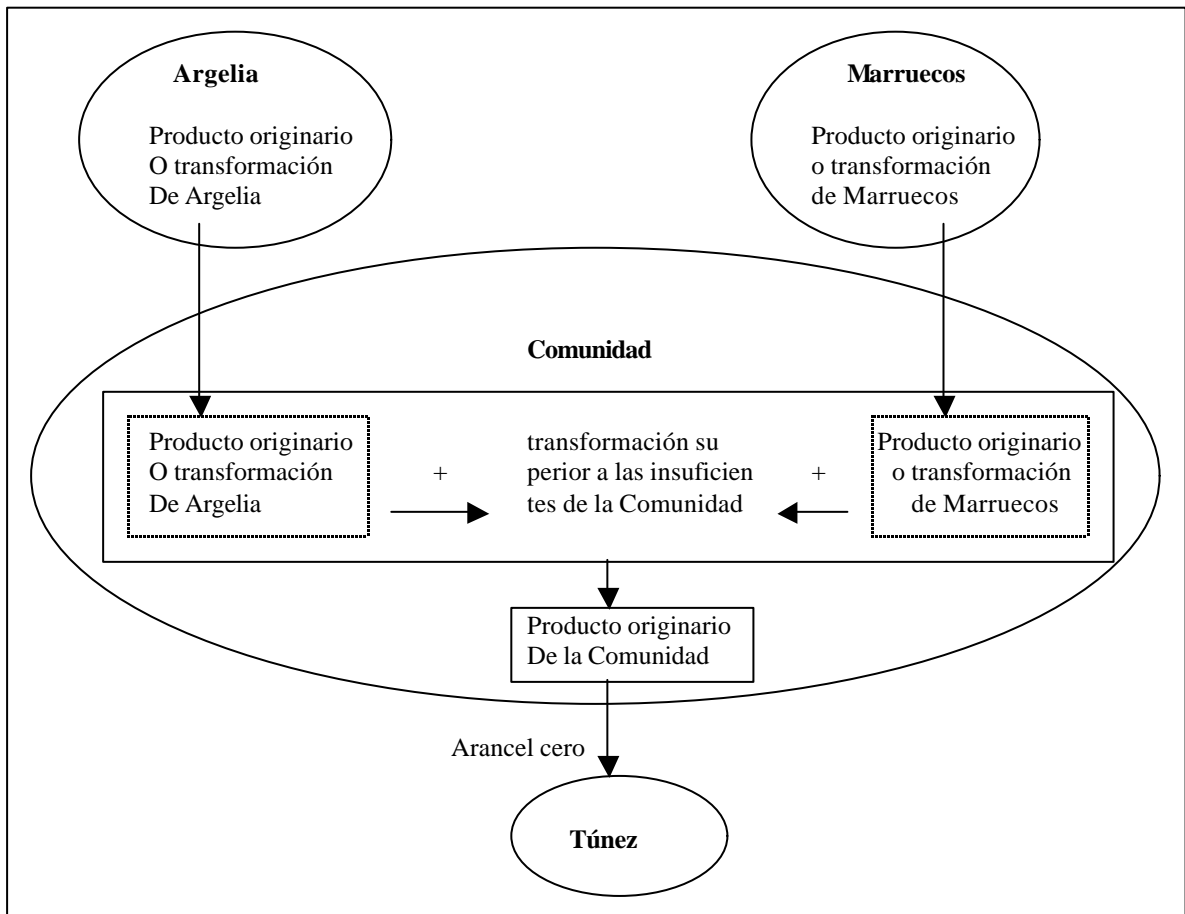 Argelia
Producto originario
O transformación
De Argelia
Marruecos
Producto originario
o transformación
de Marruecos
Comunidad
Producto originario
O transformación
De Argelia
+
transformación su
perior a las insuficien
tes de la Comunidad
+
Producto originario
o transformación
de Marruecos
Producto originario
De la Comunidad
Arancel cero
Túnez